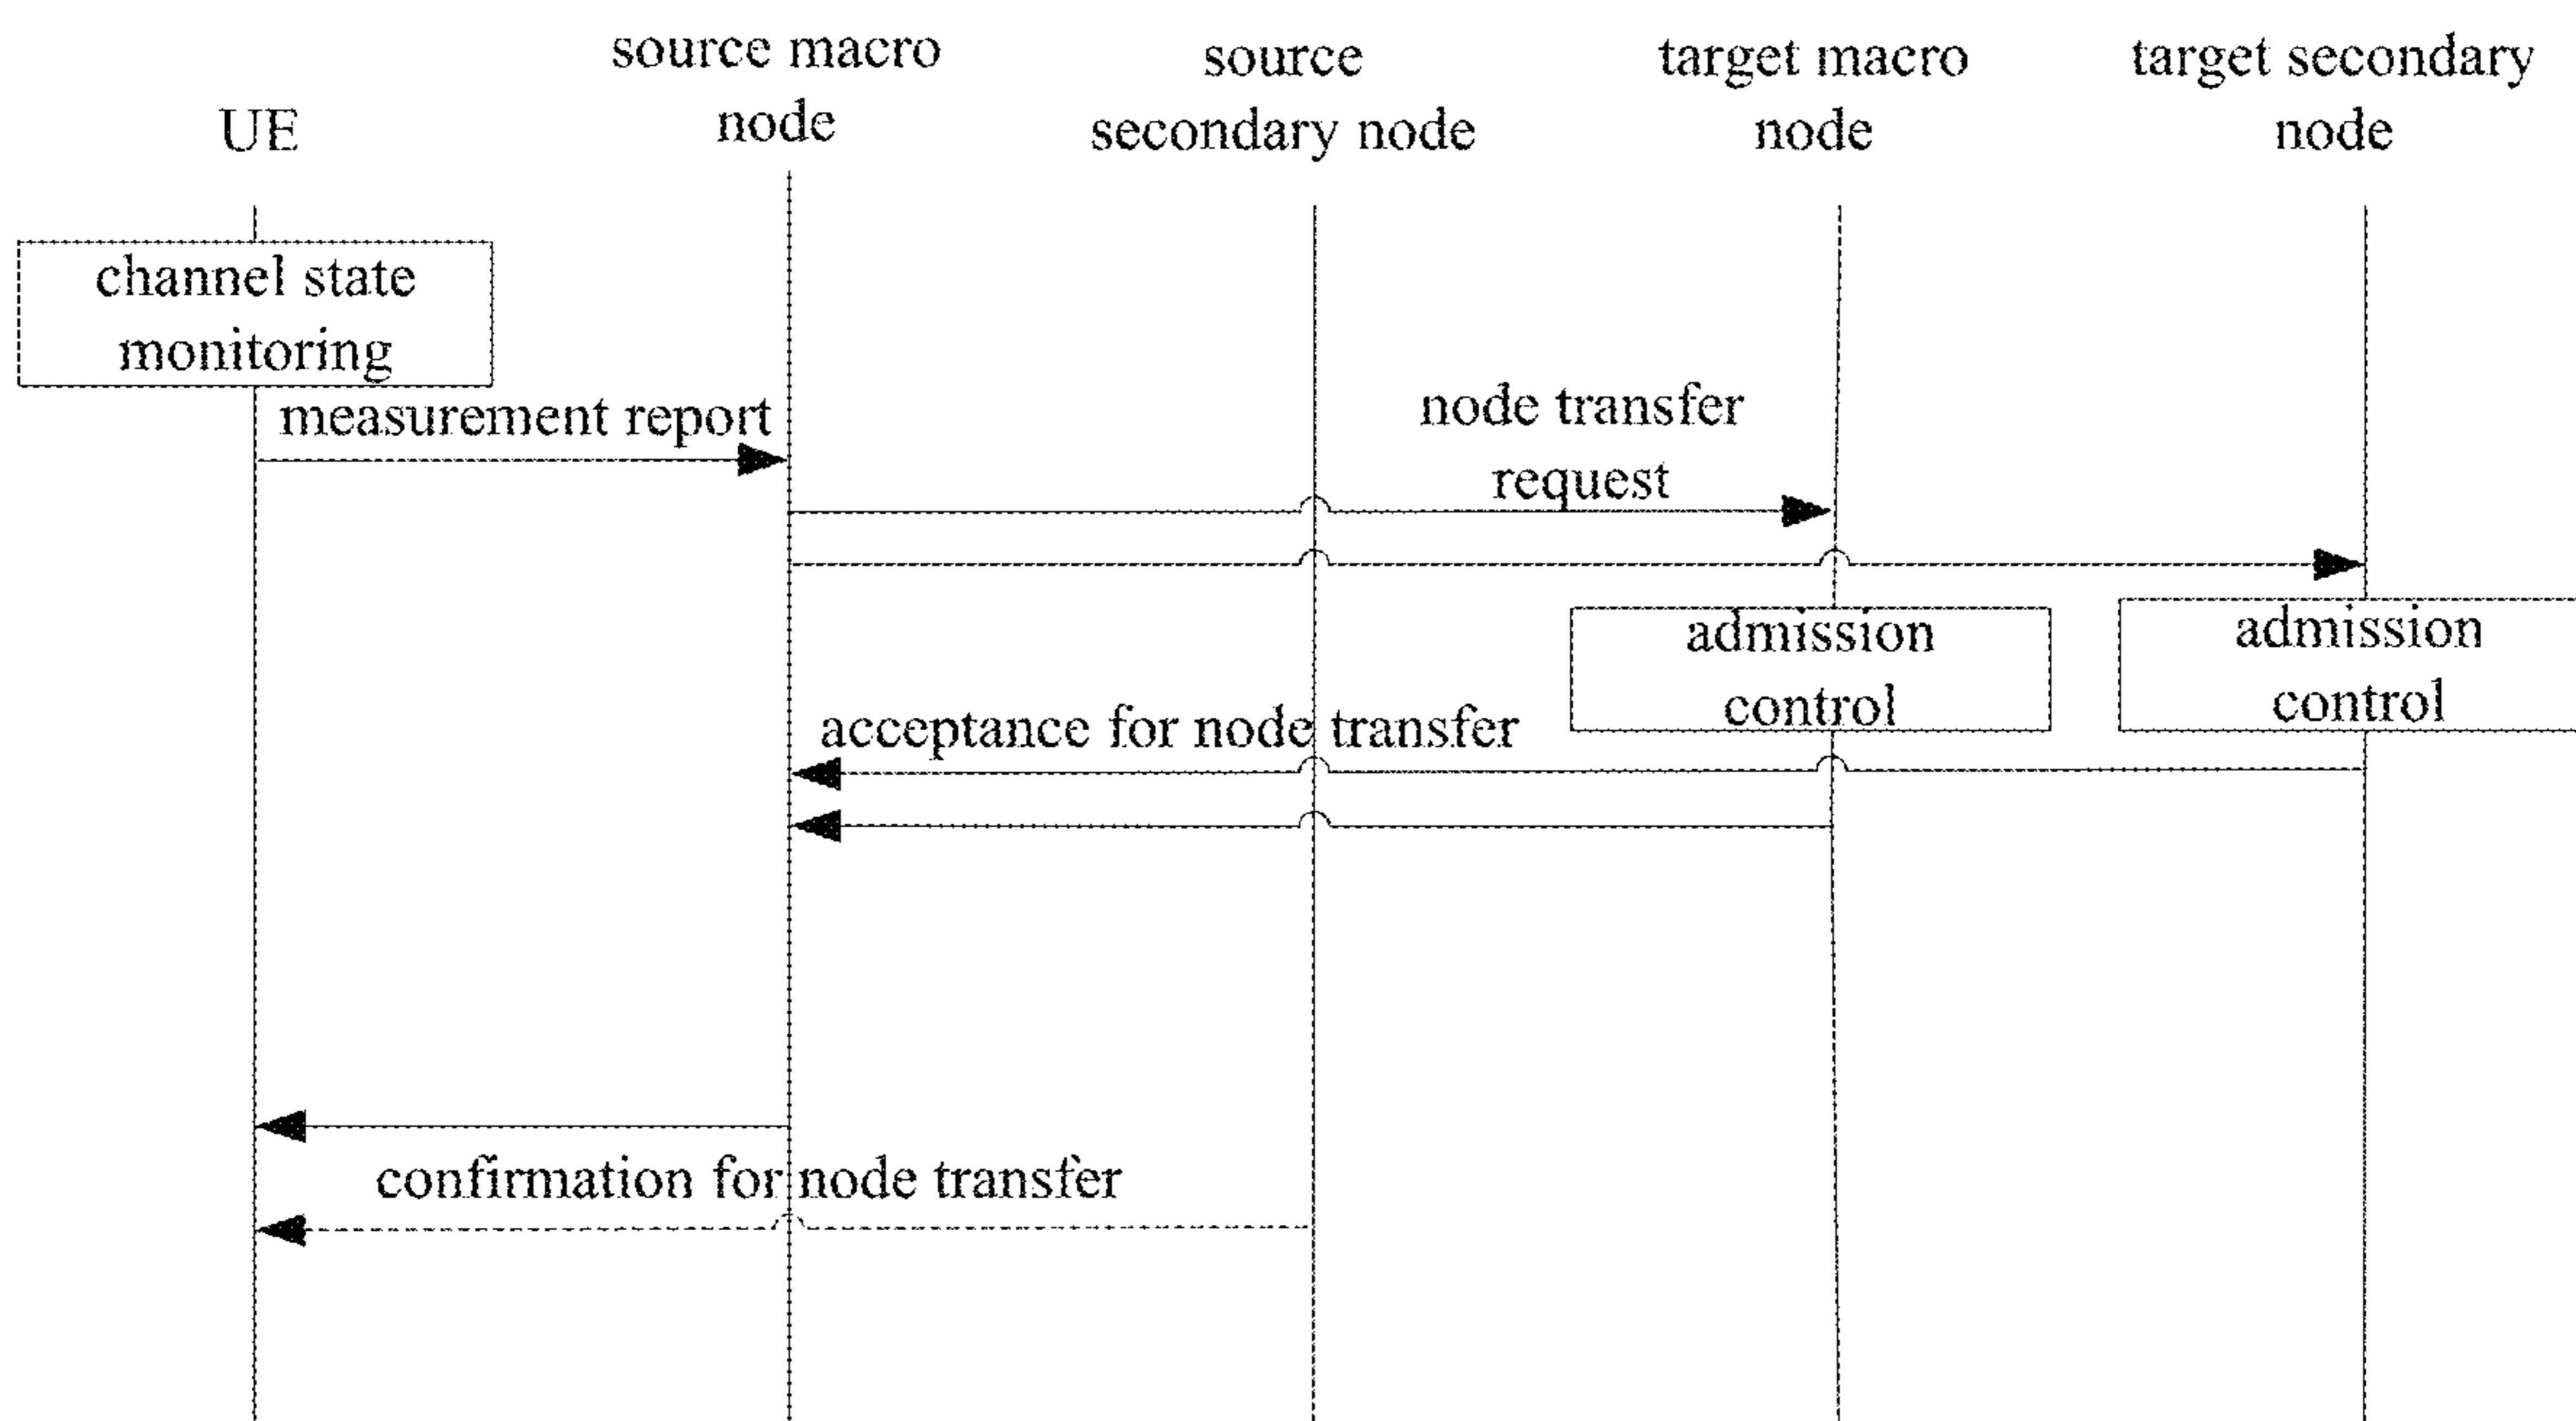 UE
source macro
node
source
secondary node
target macro
node
target secondary
node
channel state
monitoring
measurement report
node transfer
request
admission
control
admission
control
acceptance for node transfer
confirmation for node transfer